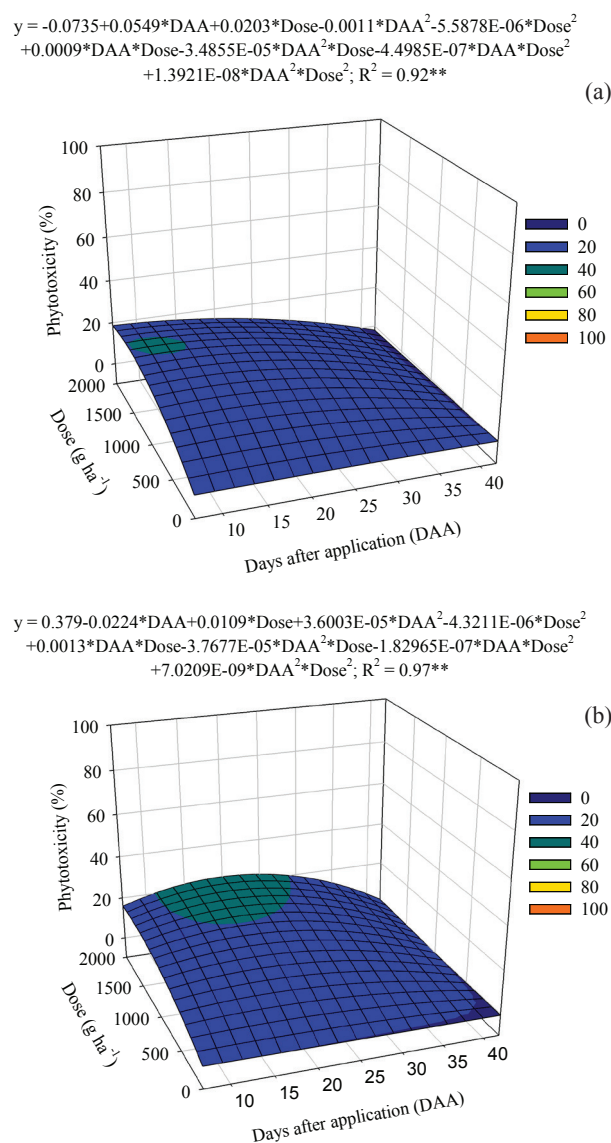 y = -0.0735+0.0549*DAA+0.0203*Dose-0.0011*DAA²-5.5878E-06*Dose²
+0.0009*DAA*Dose-3.4855E-05*DAA²*Dose-4.4985E-07*DAA*Dose²
+1.3921E-08*DAA²*Dose²; R² = 0.92**
(a)
100
80
60
40
20
0
Phytotoxicity (%)
2000
1500
1000
500
0
Dose (g ha⁻¹)
10 15 20 25 30 35 40
Days after application (DAA)
0
20
40
60
80
100
y = 0.379-0.0224*DAA+0.0109*Dose+3.6003E-05*DAA²-4.3211E-06*Dose²
+0.0013*DAA*Dose-3.7677E-05*DAA²*Dose-1.82965E-07*DAA*Dose²
+7.0209E-09*DAA²*Dose²; R² = 0.97**
(b)
100
80
60
40
20
0
Phytotoxicity (%)
2000
1500
1000
500
0
Dose (g ha⁻¹)
10 15 20 25 30 35 40
Days after application (DAA)
0
20
40
60
80
100